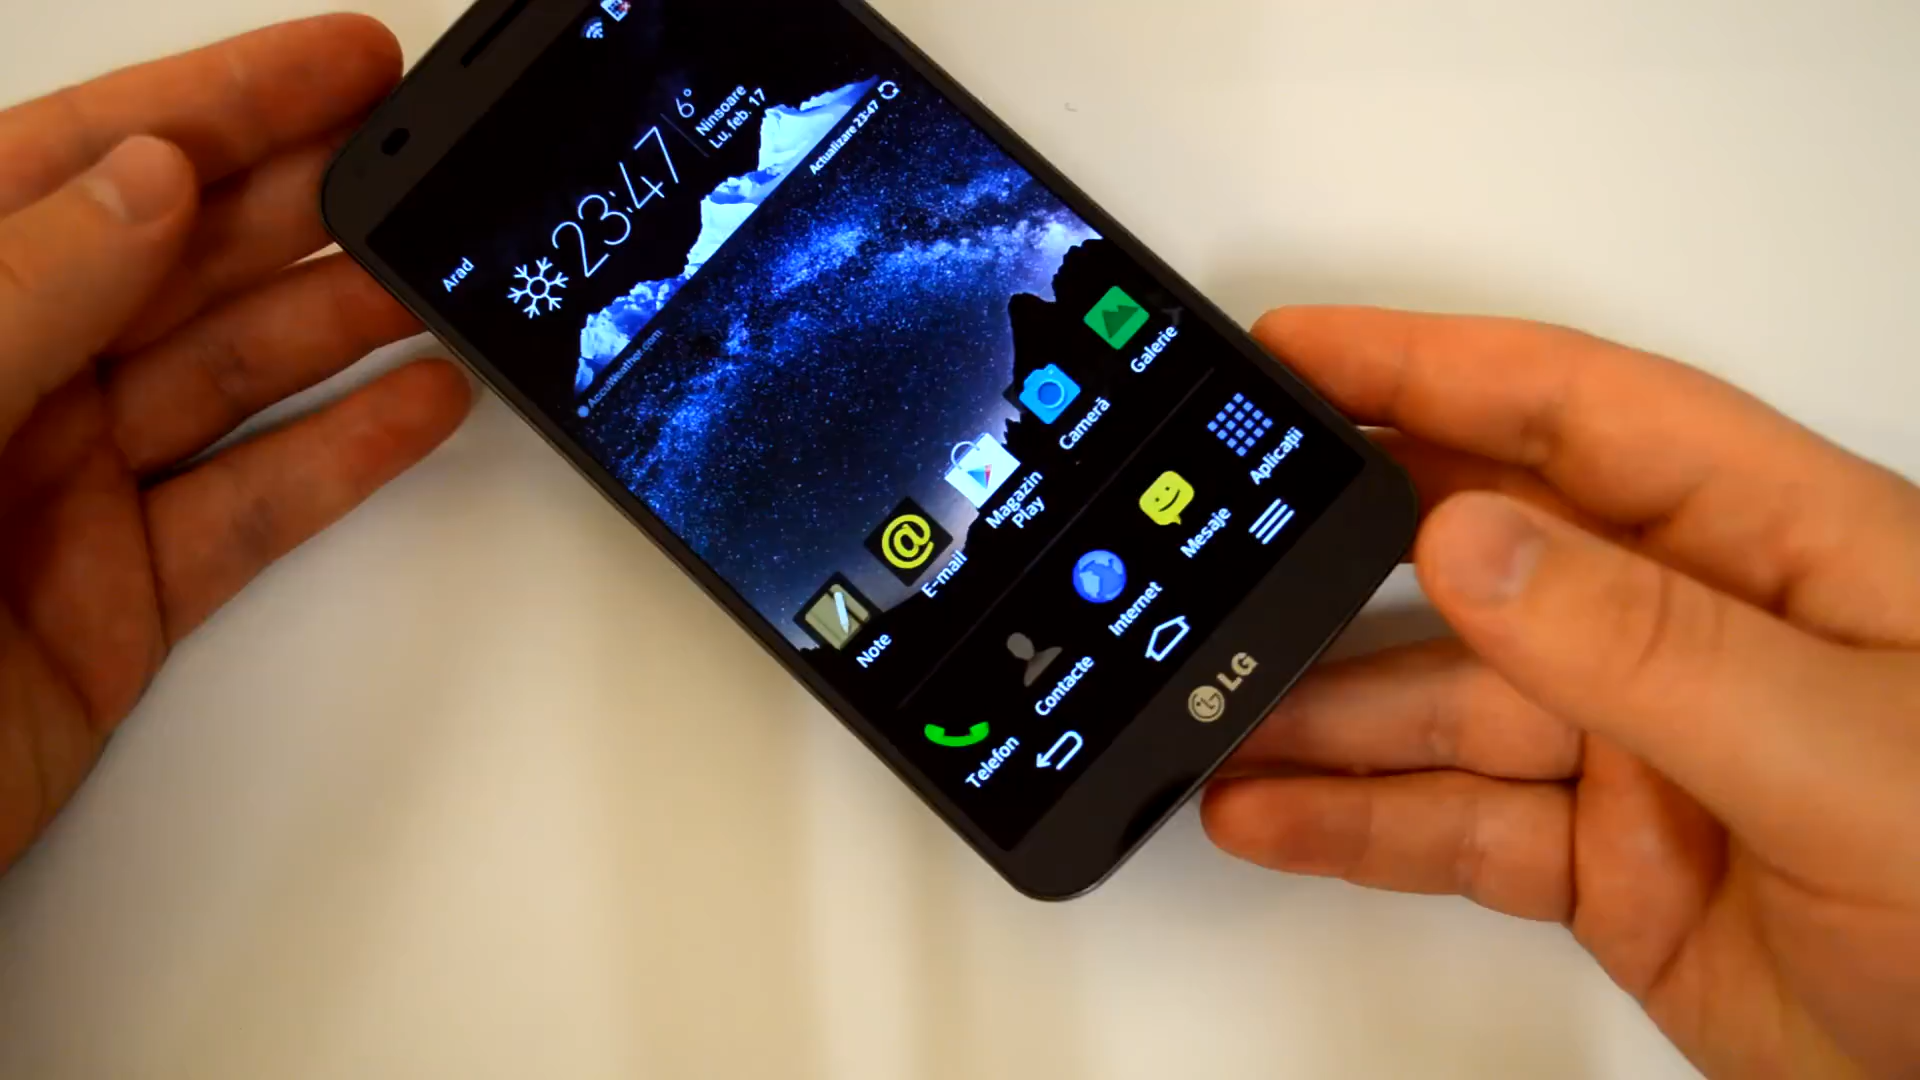 Arad
23:47
6°
Ninsoare
Lu, feb. 17
AccuWeather.com
Actualizare 23:47
Note
E-mail
Magazin
Play
Cameră
Galerie
Telefon
Contacte
Internet
Mesaje
Aplicații
LG